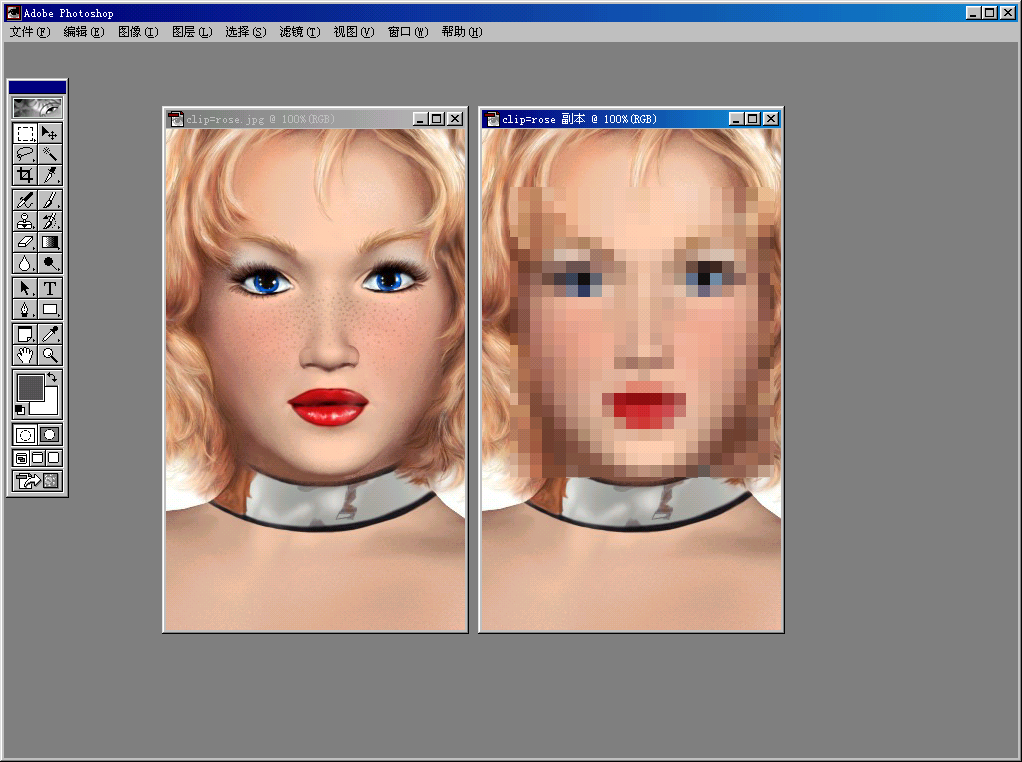 Adobe Photoshop
文件(F) 编辑(E) 图像(I) 图层(L) 选择(S) 滤镜(T) 视图(V) 窗口(W) 帮助(H)
clip=rose.jpg @ 100%(RGB)
clip=rose 副本 @ 100%(RGB)
T